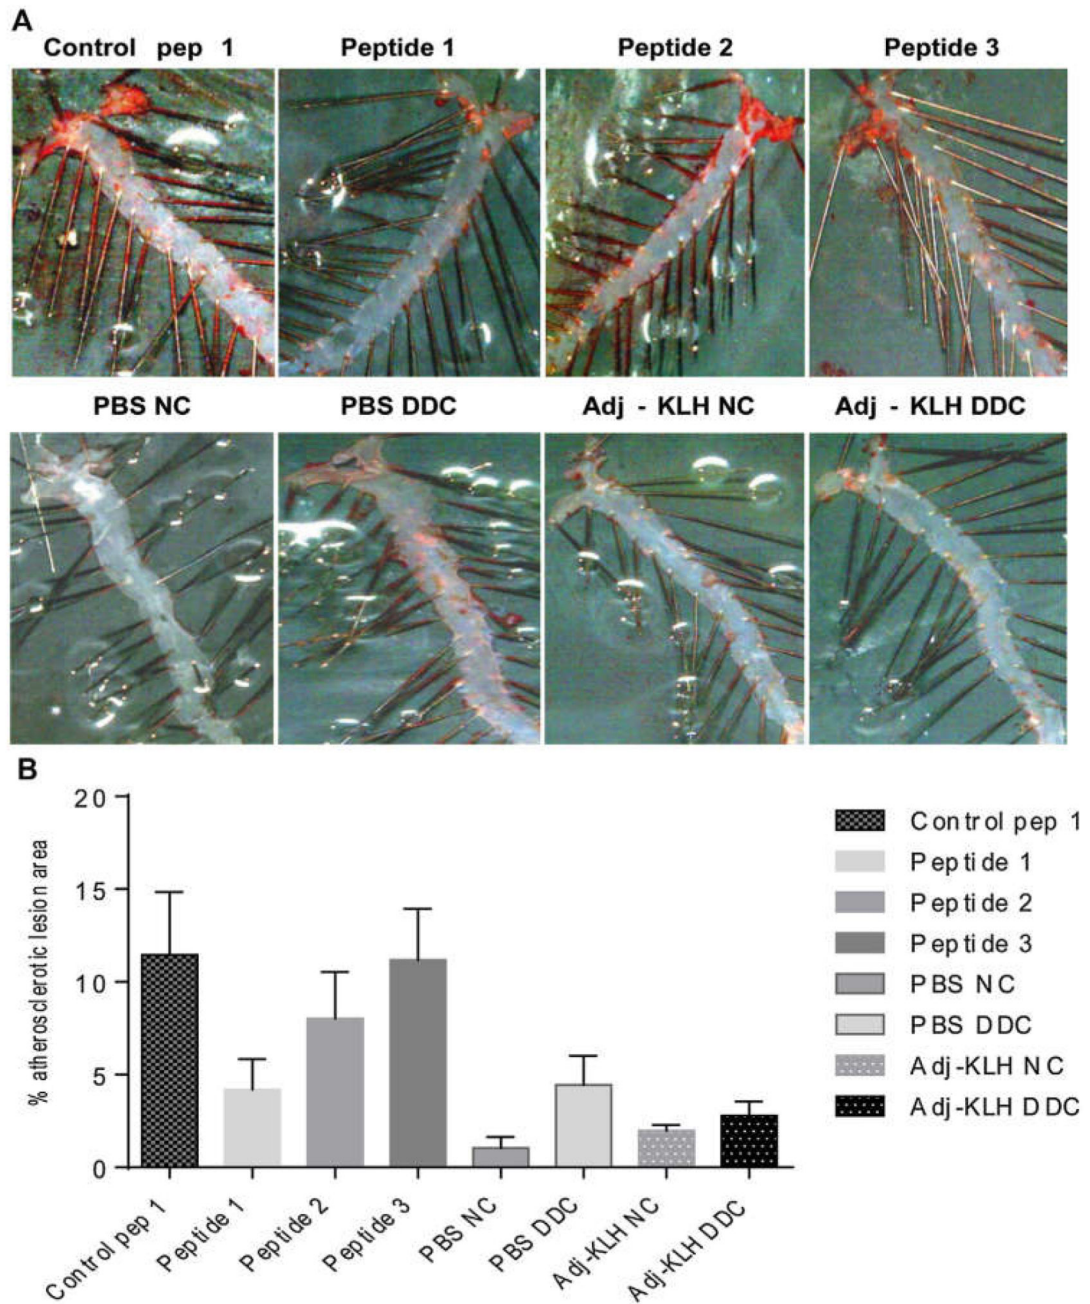 A
Control pep 1 Peptide 1 Peptide 2 Peptide 3
PBS NC PBS DDC Adj - KLH NC Adj - KLH DDC
B
% atherosclerotic lesion area
20
15
10
5
0
Control pep 1
Peptide 1
Peptide 2
Peptide 3
PBS NC
PBS DDC
Adj-KLH NC
Adj-KLH DDC
Control pep 1
Peptide 1
Peptide 2
Peptide 3
PBS NC
PBS DDC
Adj-KLH NC
Adj-KLH DDC